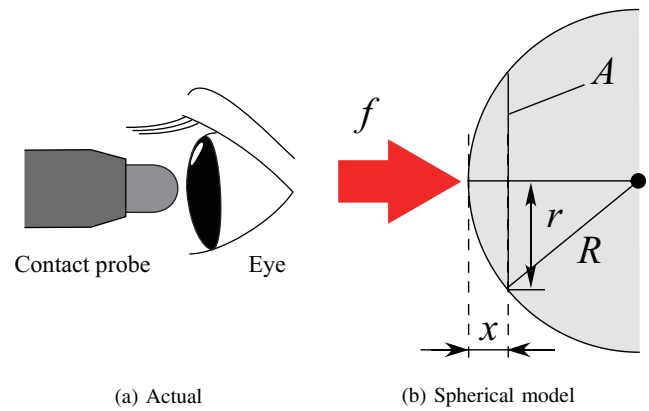 f
A
r
R
x
Contact probe
Eye
(a) Actual
(b) Spherical model